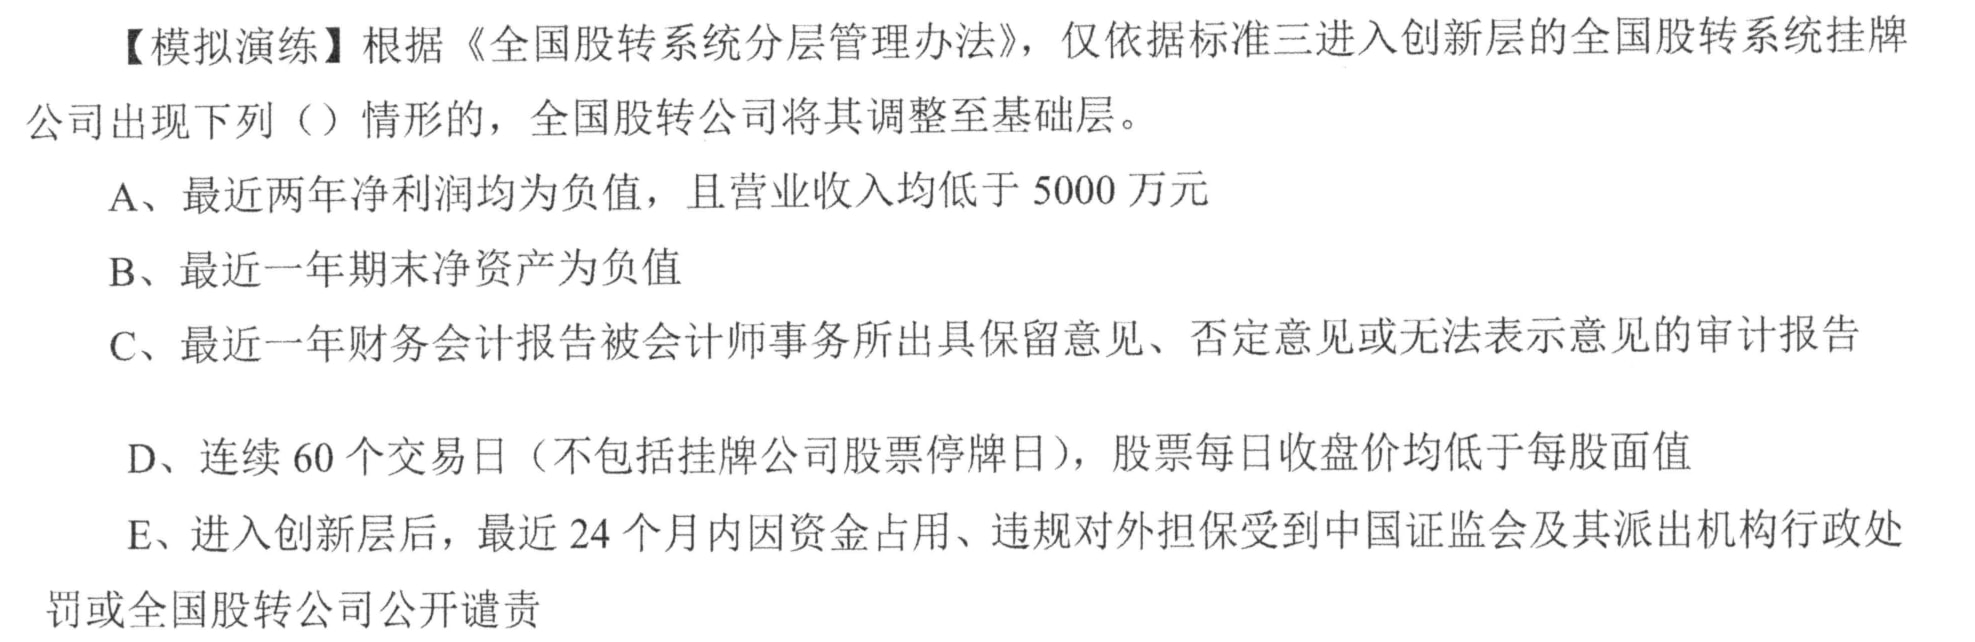 【模拟演练】根据《全国股转系统分层管理办法》，仅依据标准三进入创新层的全国股转系统挂牌
公司出现下列（）情形的，全国股转公司将其调整至基础层。
A、最近两年净利润均为负值，且营业收入均低于 5000 万元
B、最近一年期末净资产为负值
C、最近一年财务会计报告被会计师事务所出具保留意见、否定意见或无法表示意见的审计报告
D、连续 60 个交易日（不包括挂牌公司股票停牌日），股票每日收盘价均低于每股面值
E、进入创新层后，最近 24 个月内因资金占用、违规对外担保受到中国证监会及其派出机构行政处
罚或全国股转公司公开谴责